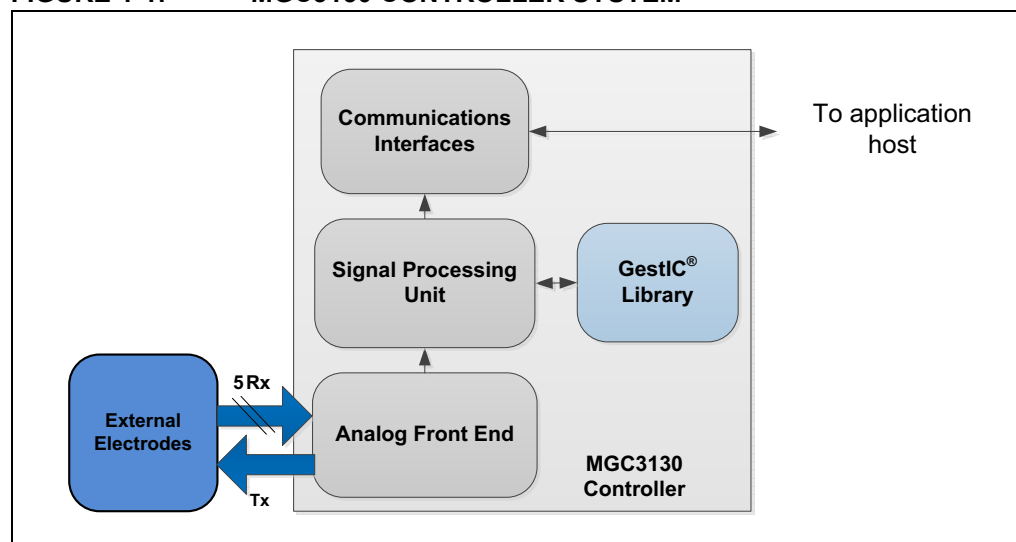 Communications
Interfaces
To application
host
Signal Processing
Unit
GestIC®
Library
5 Rx
External
Electrodes
Analog Front End
Tx
MGC3130
Controller